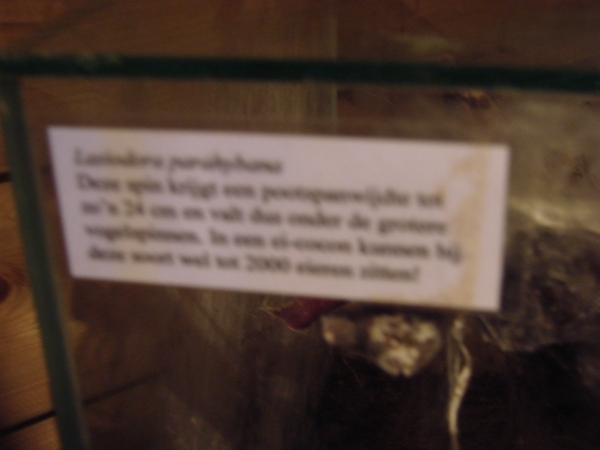 Lasiodora parahybana
Deze spin krijgt een pootspanwijdte tot
zo'n 24 cm en valt dus onder de grotere
vogelspinnen. In een ei-cocon kunnen bij
deze soort wel tot 2000 eieren zitten!